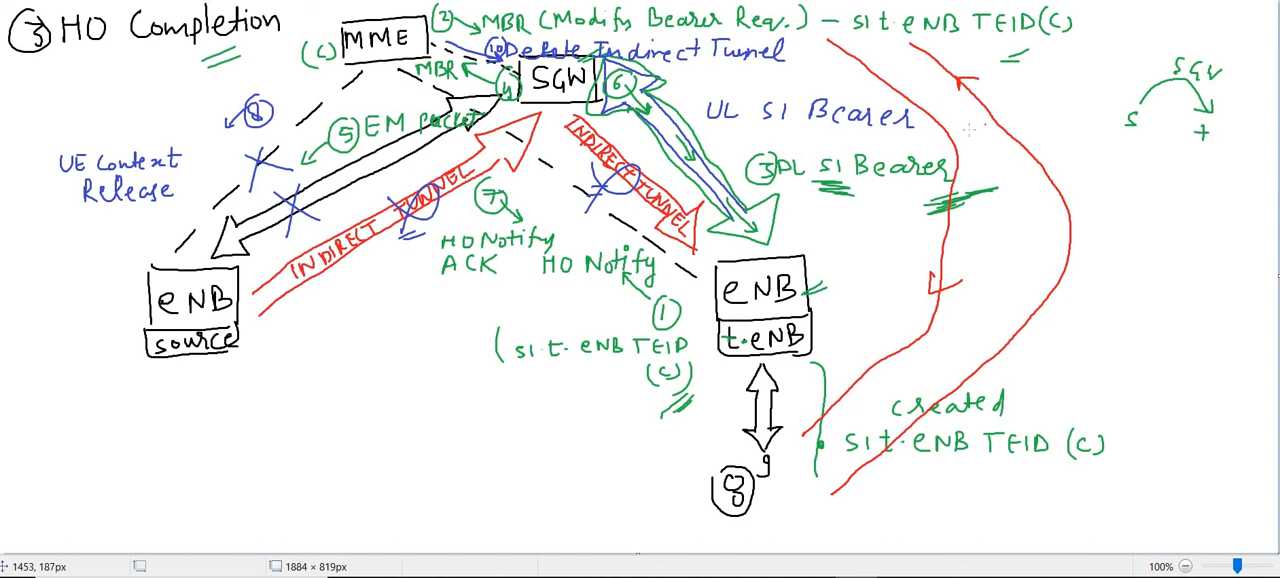 ③ HO Completion
② MBR (Modify Bearer Req.) - S1 t.eNB TEID(C)
(C) MME
⑩ Delete Indirect Tunnel
MBR ④
SGW ⑥
SGW
S t
⑧
UE Context
Release
⑤ EM packet
UL S1 Bearer
③ DL S1 Bearer
INDIRECT TUNNEL
INDIRECT TUNNEL
⑦
HO Notify
ACK
HO Notify
①
(S1 t. eNB TEID
(C))
eNB
source
eNB
t.eNB
created
• S1 t.eNB TEID (C)
1453, 187px
1884 × 819px
100%